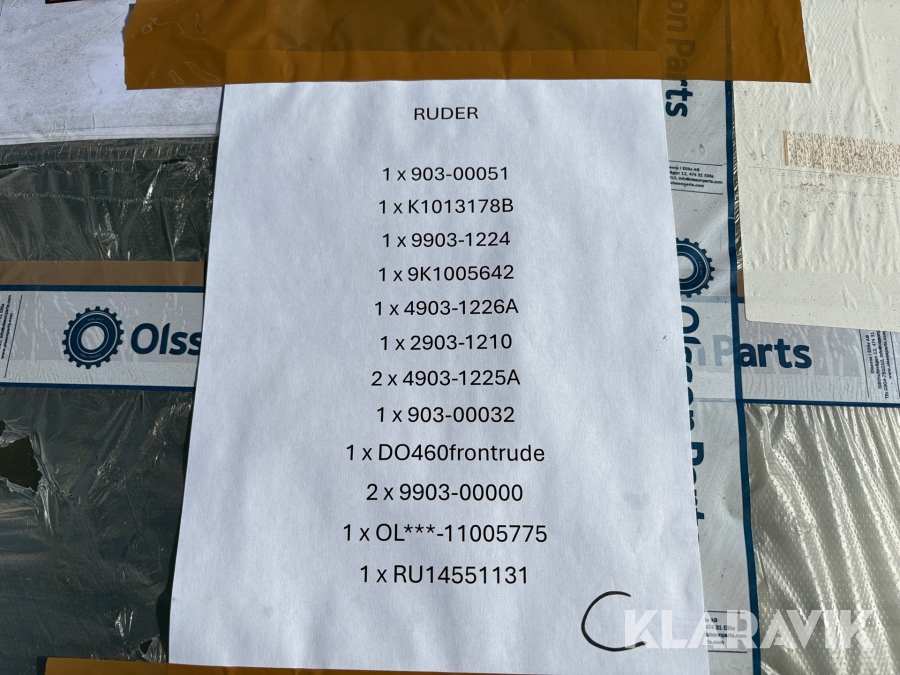 RUDER
1 x 903-00051
1 x K1013178B
1 x 9903-1224
1 x 9K1005642
1 x 4903-1226A
1 x 2903-1210
2 x 4903-1225A
1 x 903-00032
1 x DO460frontrude
2 x 9903-00000
1 x OL***-11005775
1 x RU14551131
C
KLARAVIK
Olss
n Parts
on Parts
Olsson Part